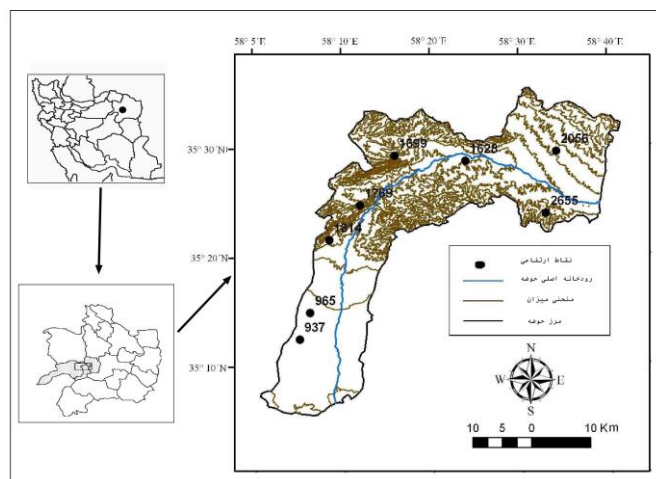 58° 5´ E 58° 10´ E 58° 20´ E 58° 30´ E 58° 40´ E
35° 30´ N
35° 20´ N
35° 10´ N
1699
1628
2056
1769
2655
1814
965
937
نقاط ارتفاعی
رودخانه اصلی حوضه
منحنی میزان
مرز حوضه
N
W E
S
10 5 0 10 Km